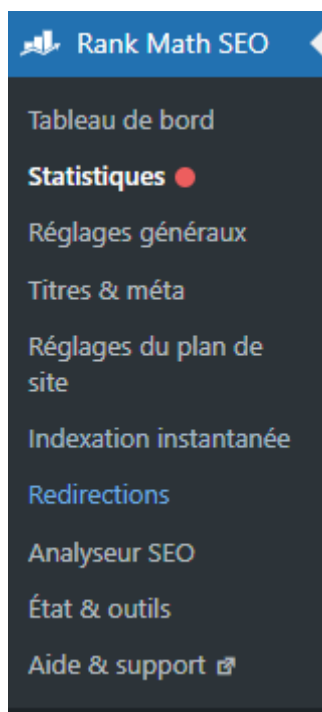 Rank Math SEO
Tableau de bord
Statistiques
Réglages généraux
Titres & méta
Réglages du plan de
site
Indexation instantanée
Redirections
Analyseur SEO
État & outils
Aide & support